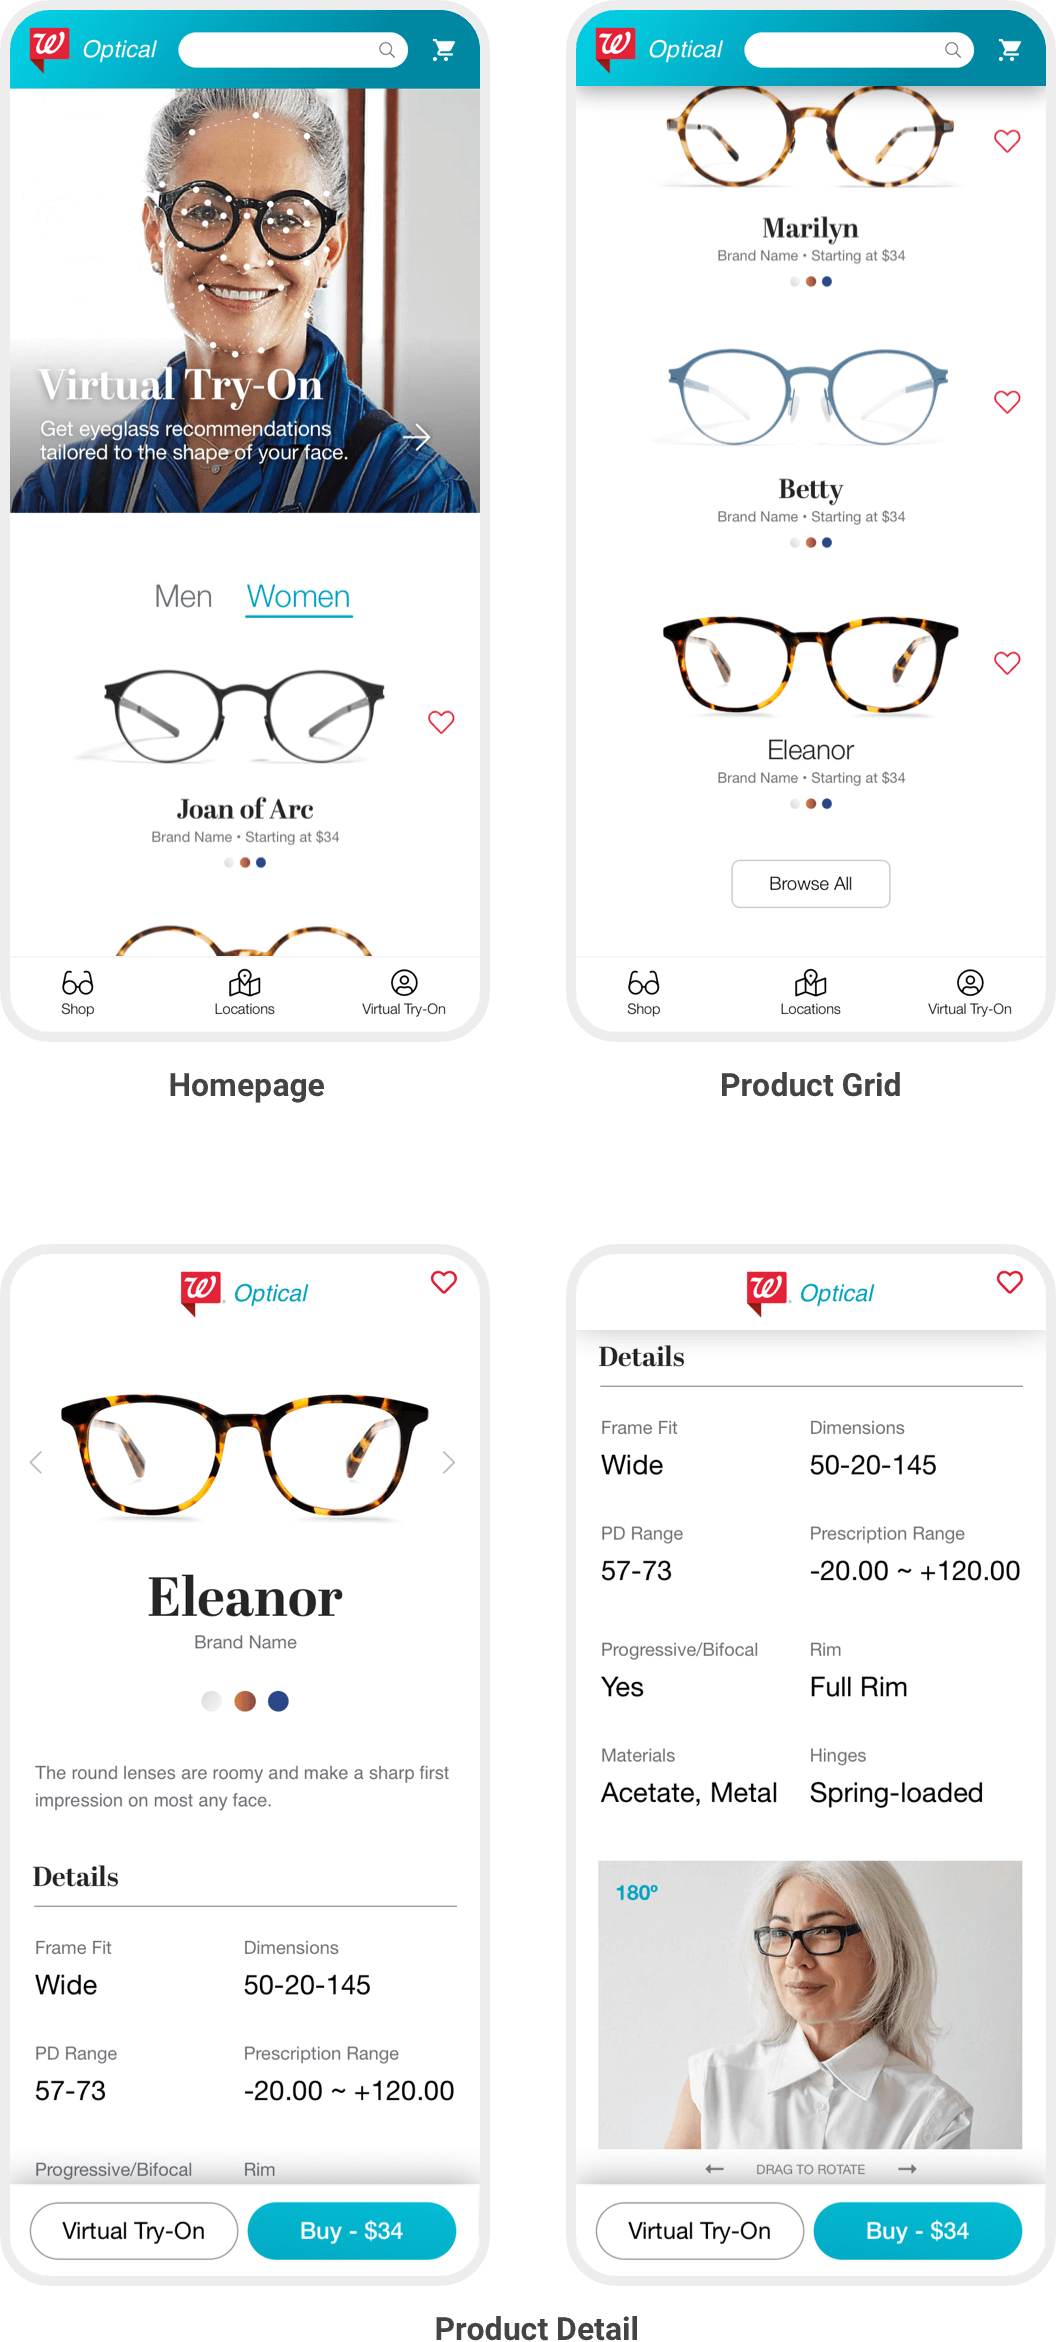 W Optical
Virtual Try-On
Get eyeglass recommendations
tailored to the shape of your face.
Men Women
Joan of Arc
Brand Name • Starting at $34
Shop Locations Virtual Try-On
Homepage
W Optical
Marilyn
Brand Name • Starting at $34
Betty
Brand Name • Starting at $34
Eleanor
Brand Name • Starting at $34
Browse All
Shop Locations Virtual Try-On
Product Grid
W Optical
Eleanor
Brand Name
The round lenses are roomy and make a sharp first
impression on most any face.
Details
Frame Fit Dimensions
Wide 50-20-145
PD Range Prescription Range
57-73 -20.00 ~ +120.00
Progressive/Bifocal Rim
Virtual Try-On Buy - $34
W Optical
Details
Frame Fit Dimensions
Wide 50-20-145
PD Range Prescription Range
57-73 -20.00 ~ +120.00
Progressive/Bifocal Rim
Yes Full Rim
Materials Hinges
Acetate, Metal Spring-loaded
180º
DRAG TO ROTATE
Virtual Try-On Buy - $34
Product Detail